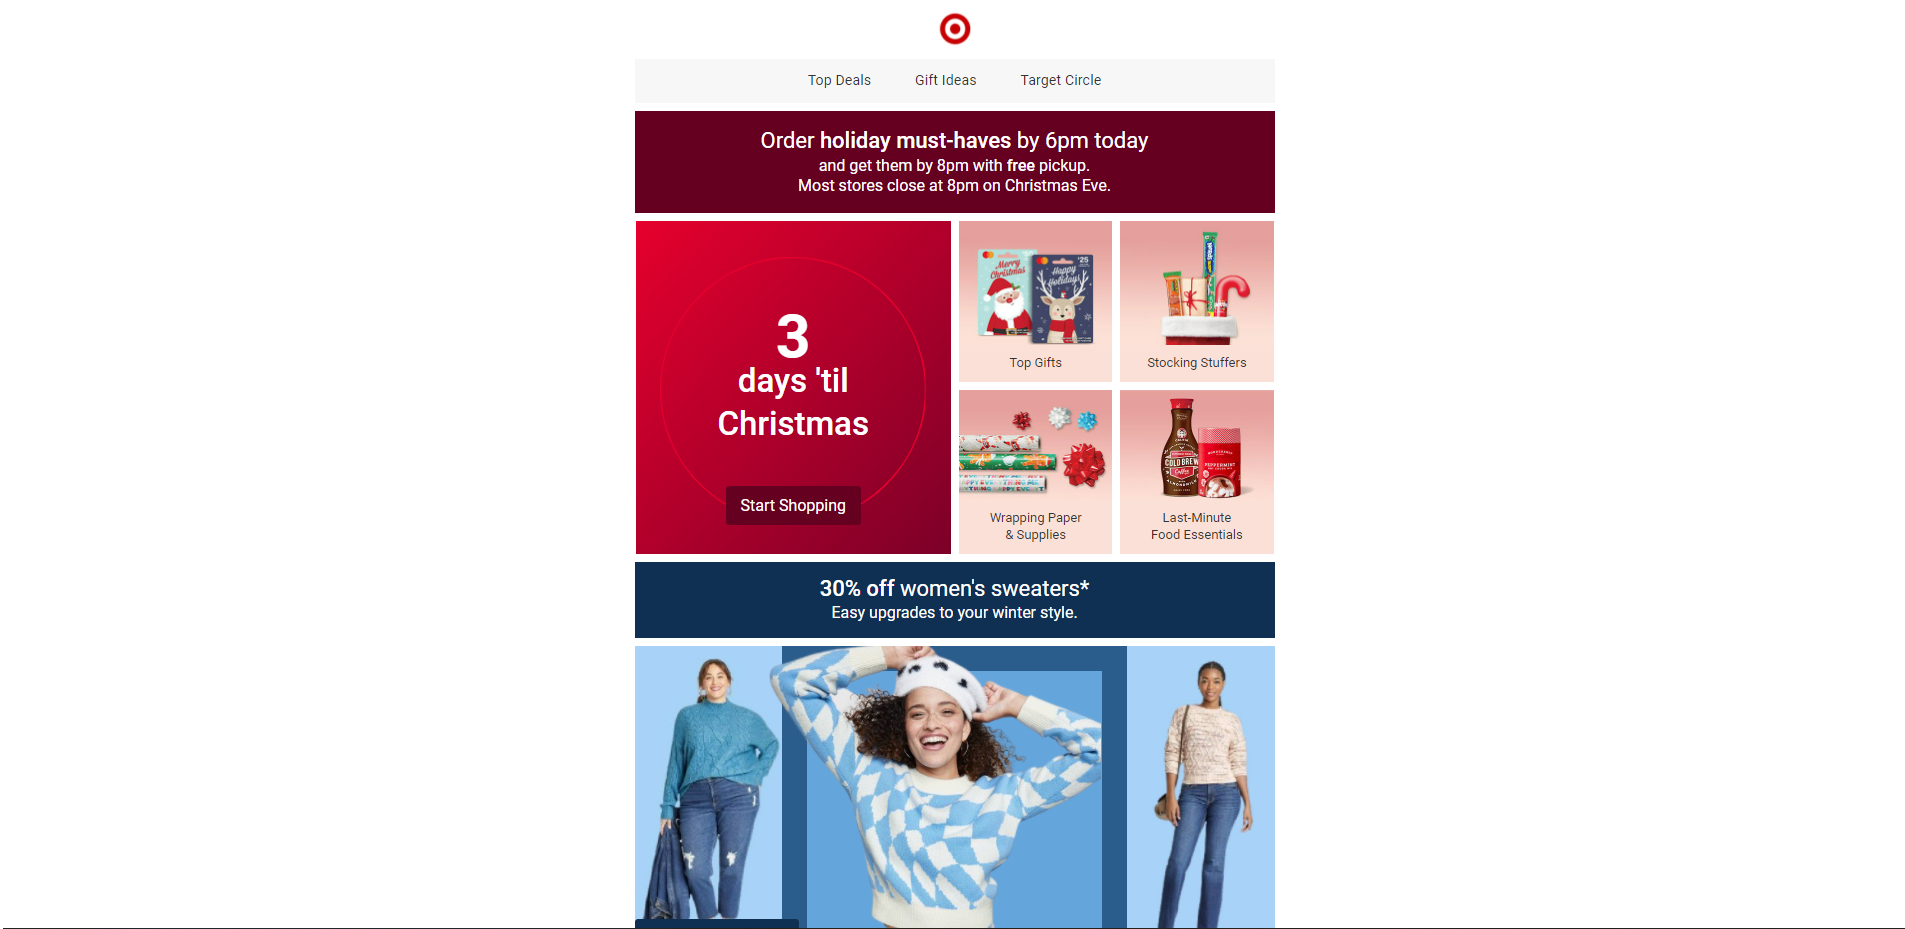 Top Deals
Gift Ideas
Target Circle
Order holiday must-haves by 6pm today
and get them by 8pm with free pickup.
Most stores close at 8pm on Christmas Eve.
3
days 'til
Christmas
Start Shopping
Merry
Christmas
Happy
Holidays
$25
Top Gifts
Stocking Stuffers
Wrapping Paper
& Supplies
COLD BREW
Coffee
ALMONDMILK
PEPPERMINT
Last-Minute
Food Essentials
30% off women's sweaters*
Easy upgrades to your winter style.